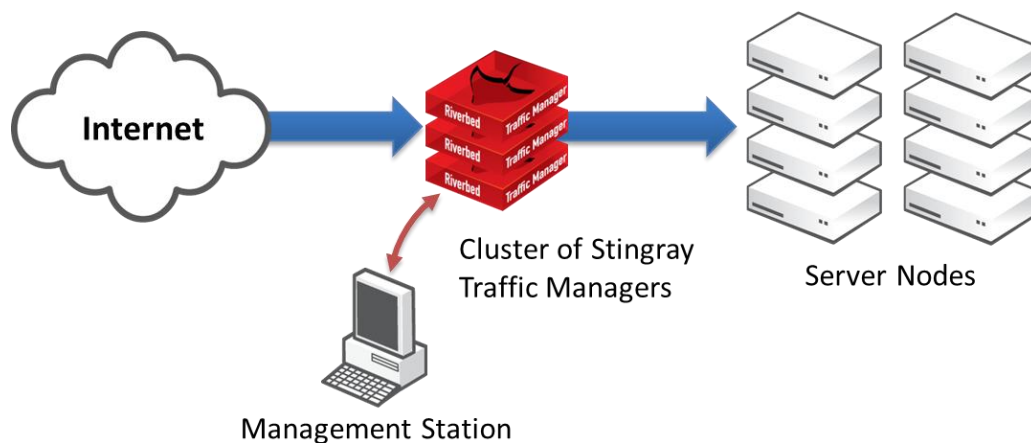 Internet
Riverbed Traffic Manager
Riverbed Traffic Manager
Riverbed Traffic Manager
Cluster of Stingray
Traffic Managers
Server Nodes
Management Station